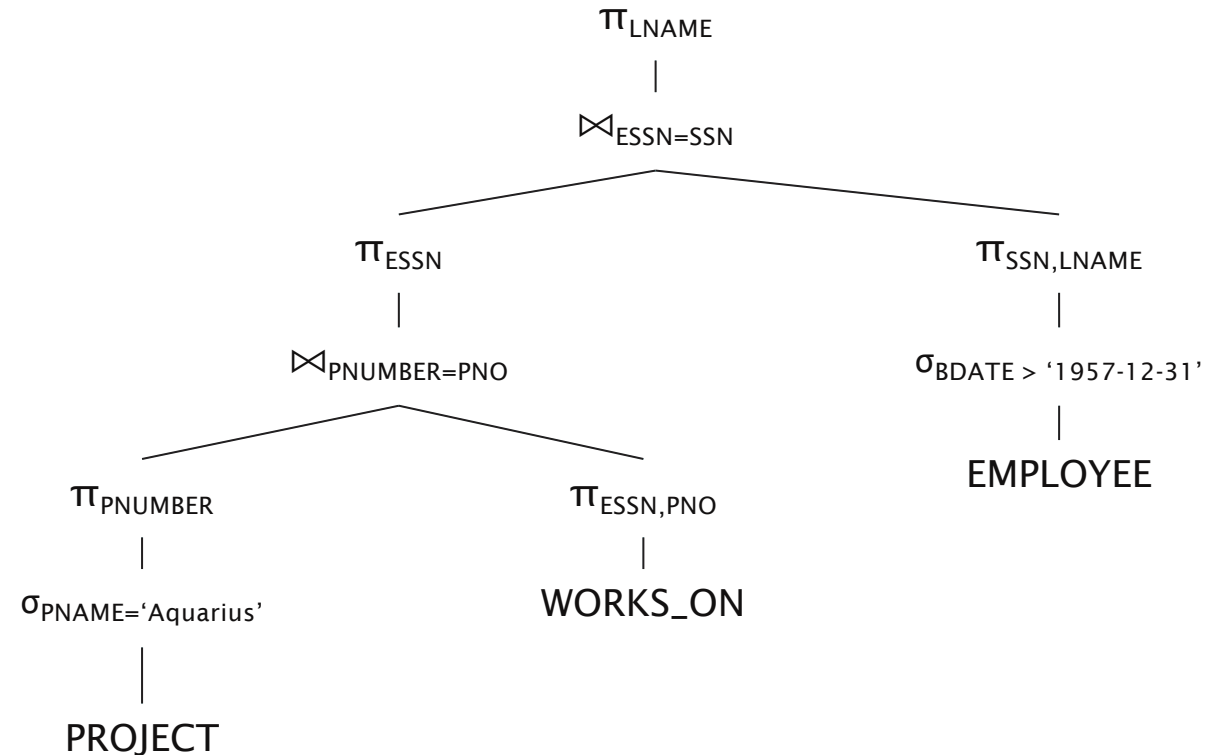 π LNAME
⋈ ESSN=SSN
π ESSN
π SSN,LNAME
⋈ PNUMBER=PNO
σ BDATE > ‘1957-12-31’
EMPLOYEE
π PNUMBER
π ESSN,PNO
σ PNAME=‘Aquarius’
WORKS_ON
PROJECT